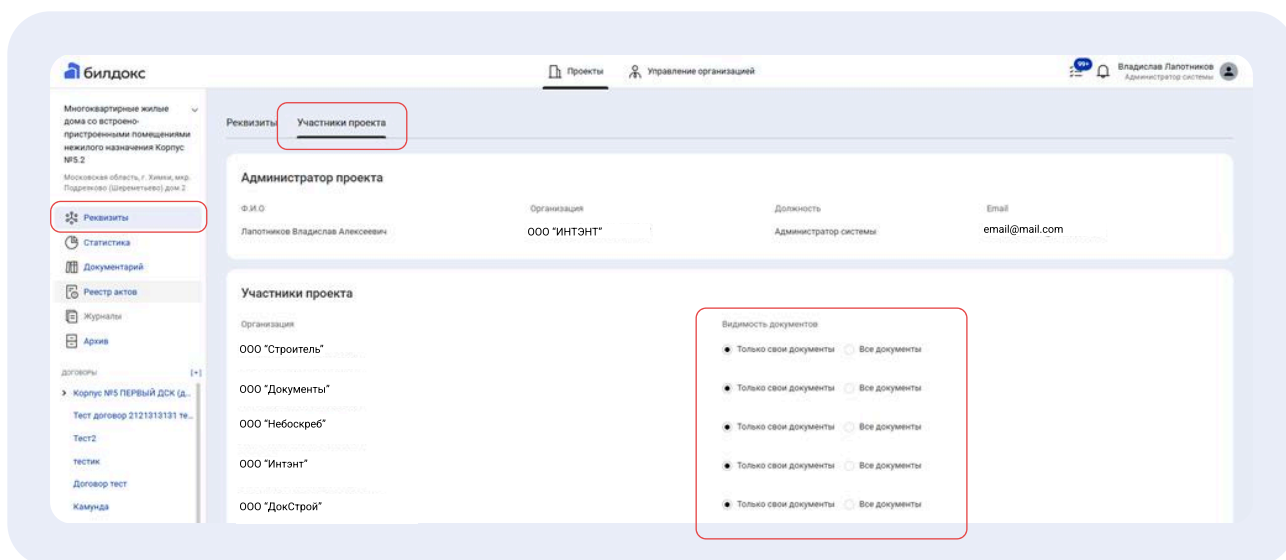 билдокс
Проекты
Управление организацией
99+
Владислав Лапотников
Администратор системы
Многоквартирные жилые
дома со встроено-
пристроенными помещениями
нежилого назначения Корпус
№5.2
Московская область, г. Химки, мкр.
Подрезково (Шереметьево) дом 2
Реквизиты
Статистика
Документарий
Реестр актов
Журналы
Архив
ДОГОВОРЫ [+]
Корпус №5 ПЕРВЫЙ ДСК (д...
Тест договор 2121313131 те...
Тест2
тестик
Договор тест
Камунда
Реквизиты Участники проекта
Администратор проекта
Ф.И.О Организация Должность Email
Лапотников Владислав Алексеевич ООО "ИНТЭНТ" Администратор системы email@mail.com
Участники проекта
Организация Видимость документов
ООО "Строитель" Только свои документы Все документы
ООО "Документы" Только свои документы Все документы
ООО "Небоскреб" Только свои документы Все документы
ООО "Интэнт" Только свои документы Все документы
ООО "ДокСтрой" Только свои документы Все документы